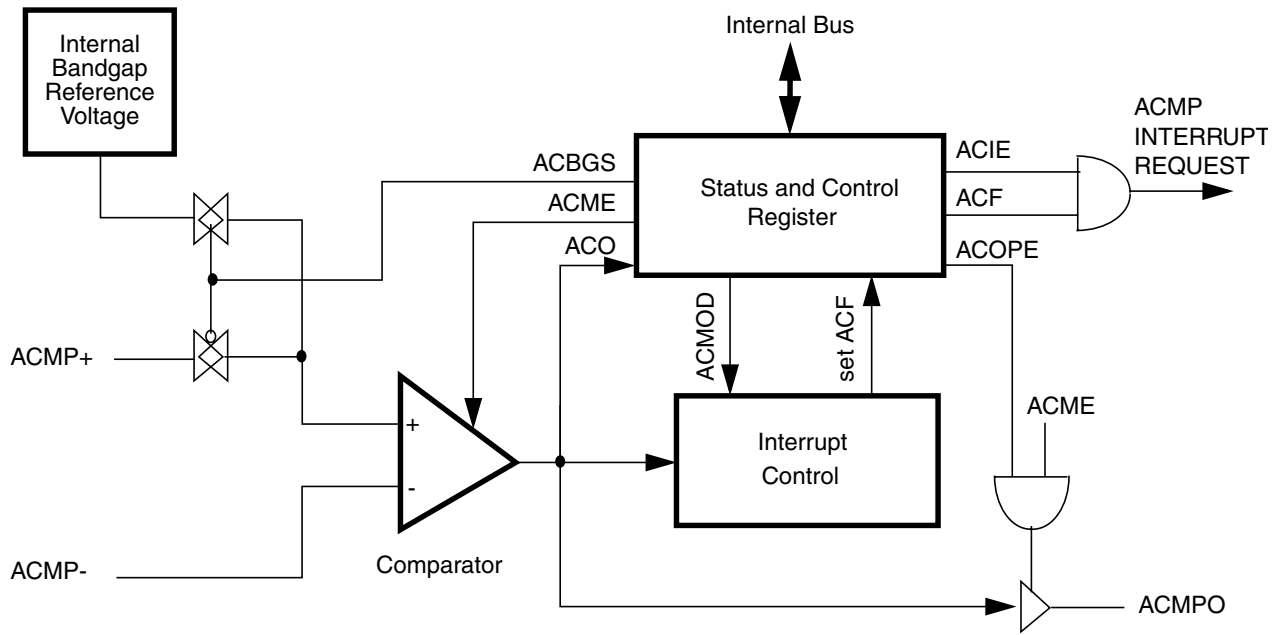 Internal
Bandgap
Reference
Voltage
Internal Bus
ACMP
INTERRUPT
REQUEST
ACBGS
ACME
ACO
Status and Control
Register
ACIE
ACF
ACOPE
ACMOD
set ACF
ACMP+
ACME
+
-
Interrupt
Control
Comparator
ACMP-
ACMPO